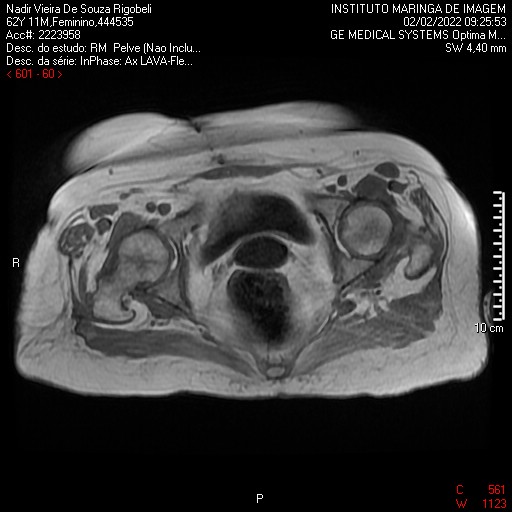 Nadir Vieira De Souza Rigobeli
62Y 11M,Feminino,444535
Acc#: 2223958
Desc. do estudo: RM Pelve (Nao Inclu...
Desc. da série: InPhase: Ax LAVA-Fle...
< 601 - 60 >
INSTITUTO MARINGA DE IMAGEM
02/02/2022 09:25:53
GE MEDICAL SYSTEMS Optima M...
SW 4,40 mm
R
10 cm
P
C 561
W 1123